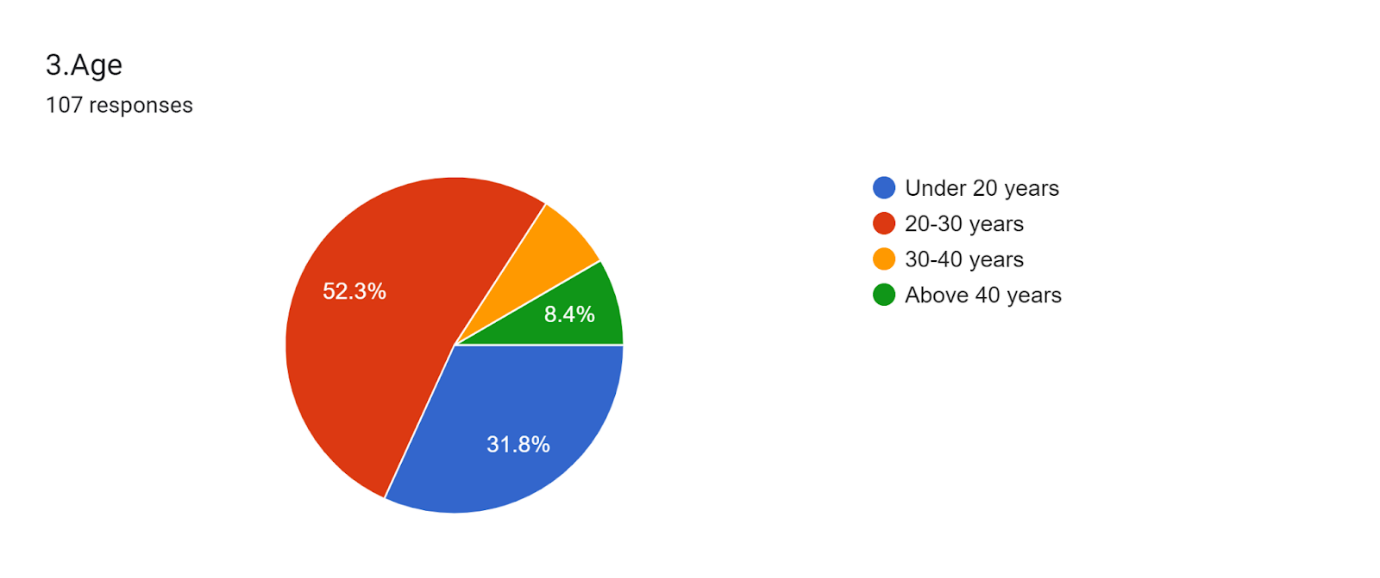 3.Age
107 responses
52.3%
8.4%
31.8%
Under 20 years
20-30 years
30-40 years
Above 40 years